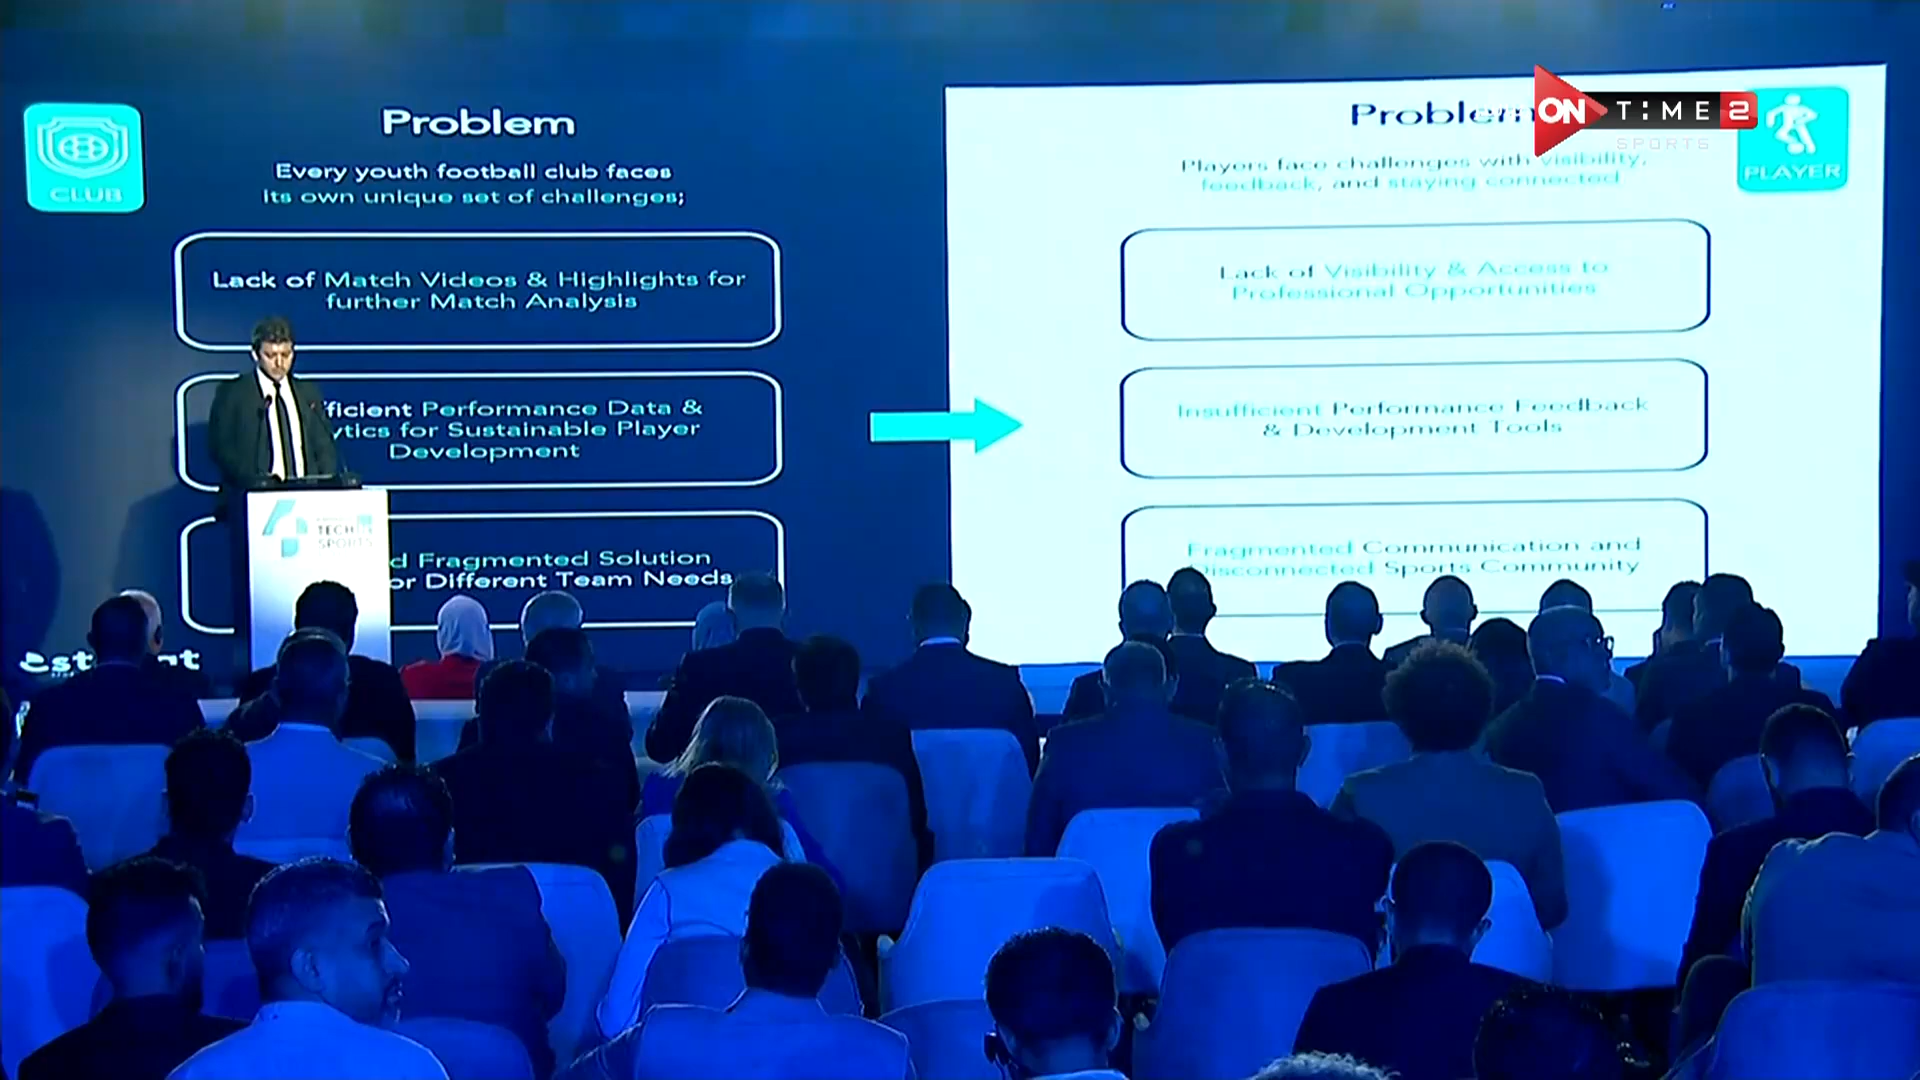 CLUB
Problem
Every youth football club faces
its own unique set of challenges;
Lack of Match Videos & Highlights for
further Match Analysis
Performance Data &
for Sustainable Player
Development
Fragmented Solution
Different Team Needs
TECH
SPORTS
Problem
Players face challenges with visibility,
feedback, and staying connected
Lack of Visibility & Access to
Professional Opportunities
Insufficient Performance Feedback
& Development Tools
Fragmented Communication and
Disconnected Sports Community
PLAYER
ON TIME 2
SPORTS